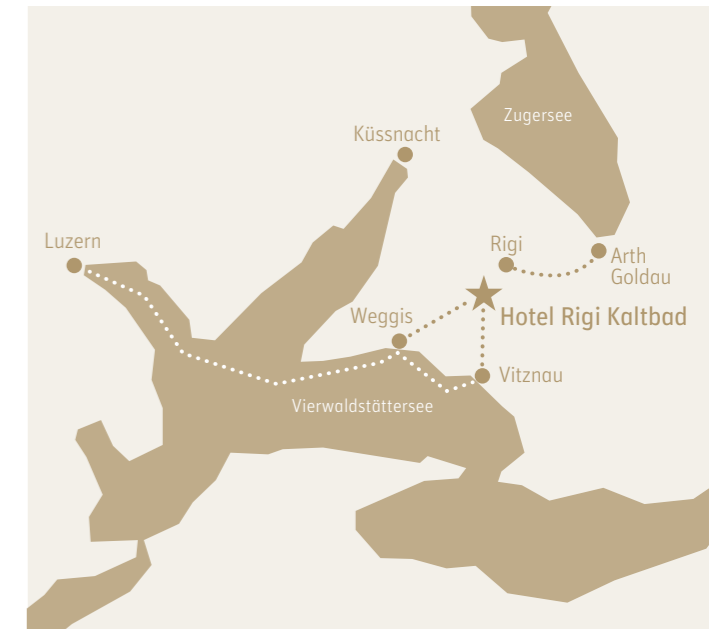 Zugersee
Küssnacht
Luzern
Rigi
Arth
Goldau
Hotel Rigi Kaltbad
Weggis
Vitznau
Vierwaldstättersee